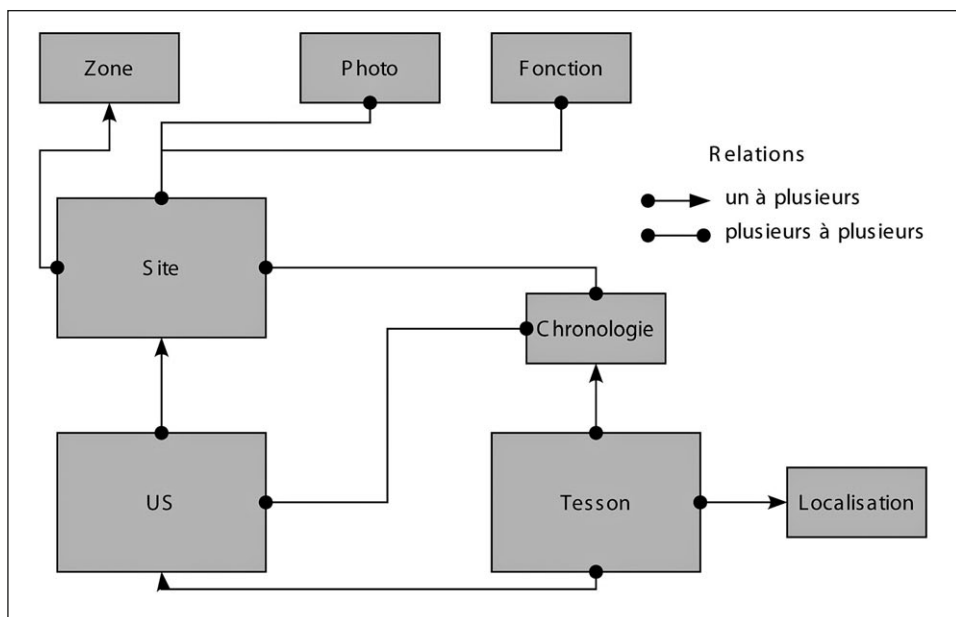 Zone
Photo
Fonction
Relations
un à plusieurs
plusieurs à plusieurs
Site
Chronologie
US
Tesson
Localisation